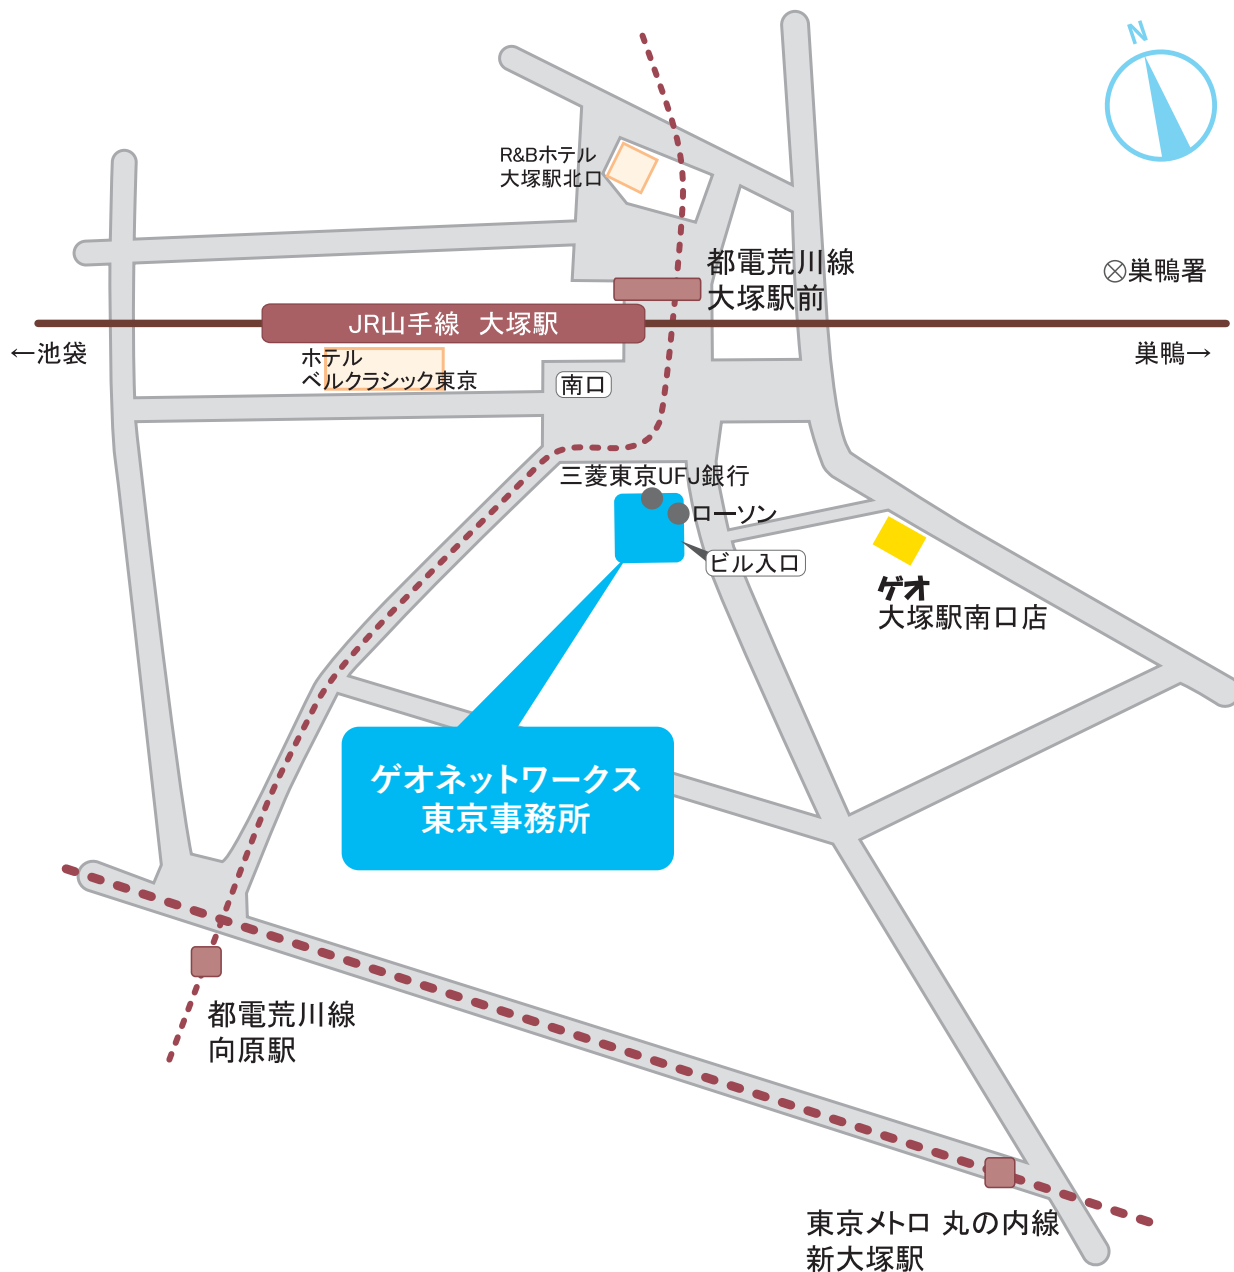 N
R&Bホテル
大塚駅北口
都電荒川線
大塚駅前
巣鴨署
JR山手線 大塚駅
←池袋
巣鴨→
ホテル
ベルクラシック東京
南口
三菱東京UFJ銀行
ローソン
ビル入口
ゲオ
大塚駅南口店
ゲオネットワークス
東京事務所
都電荒川線
向原駅
東京メトロ 丸の内線
新大塚駅